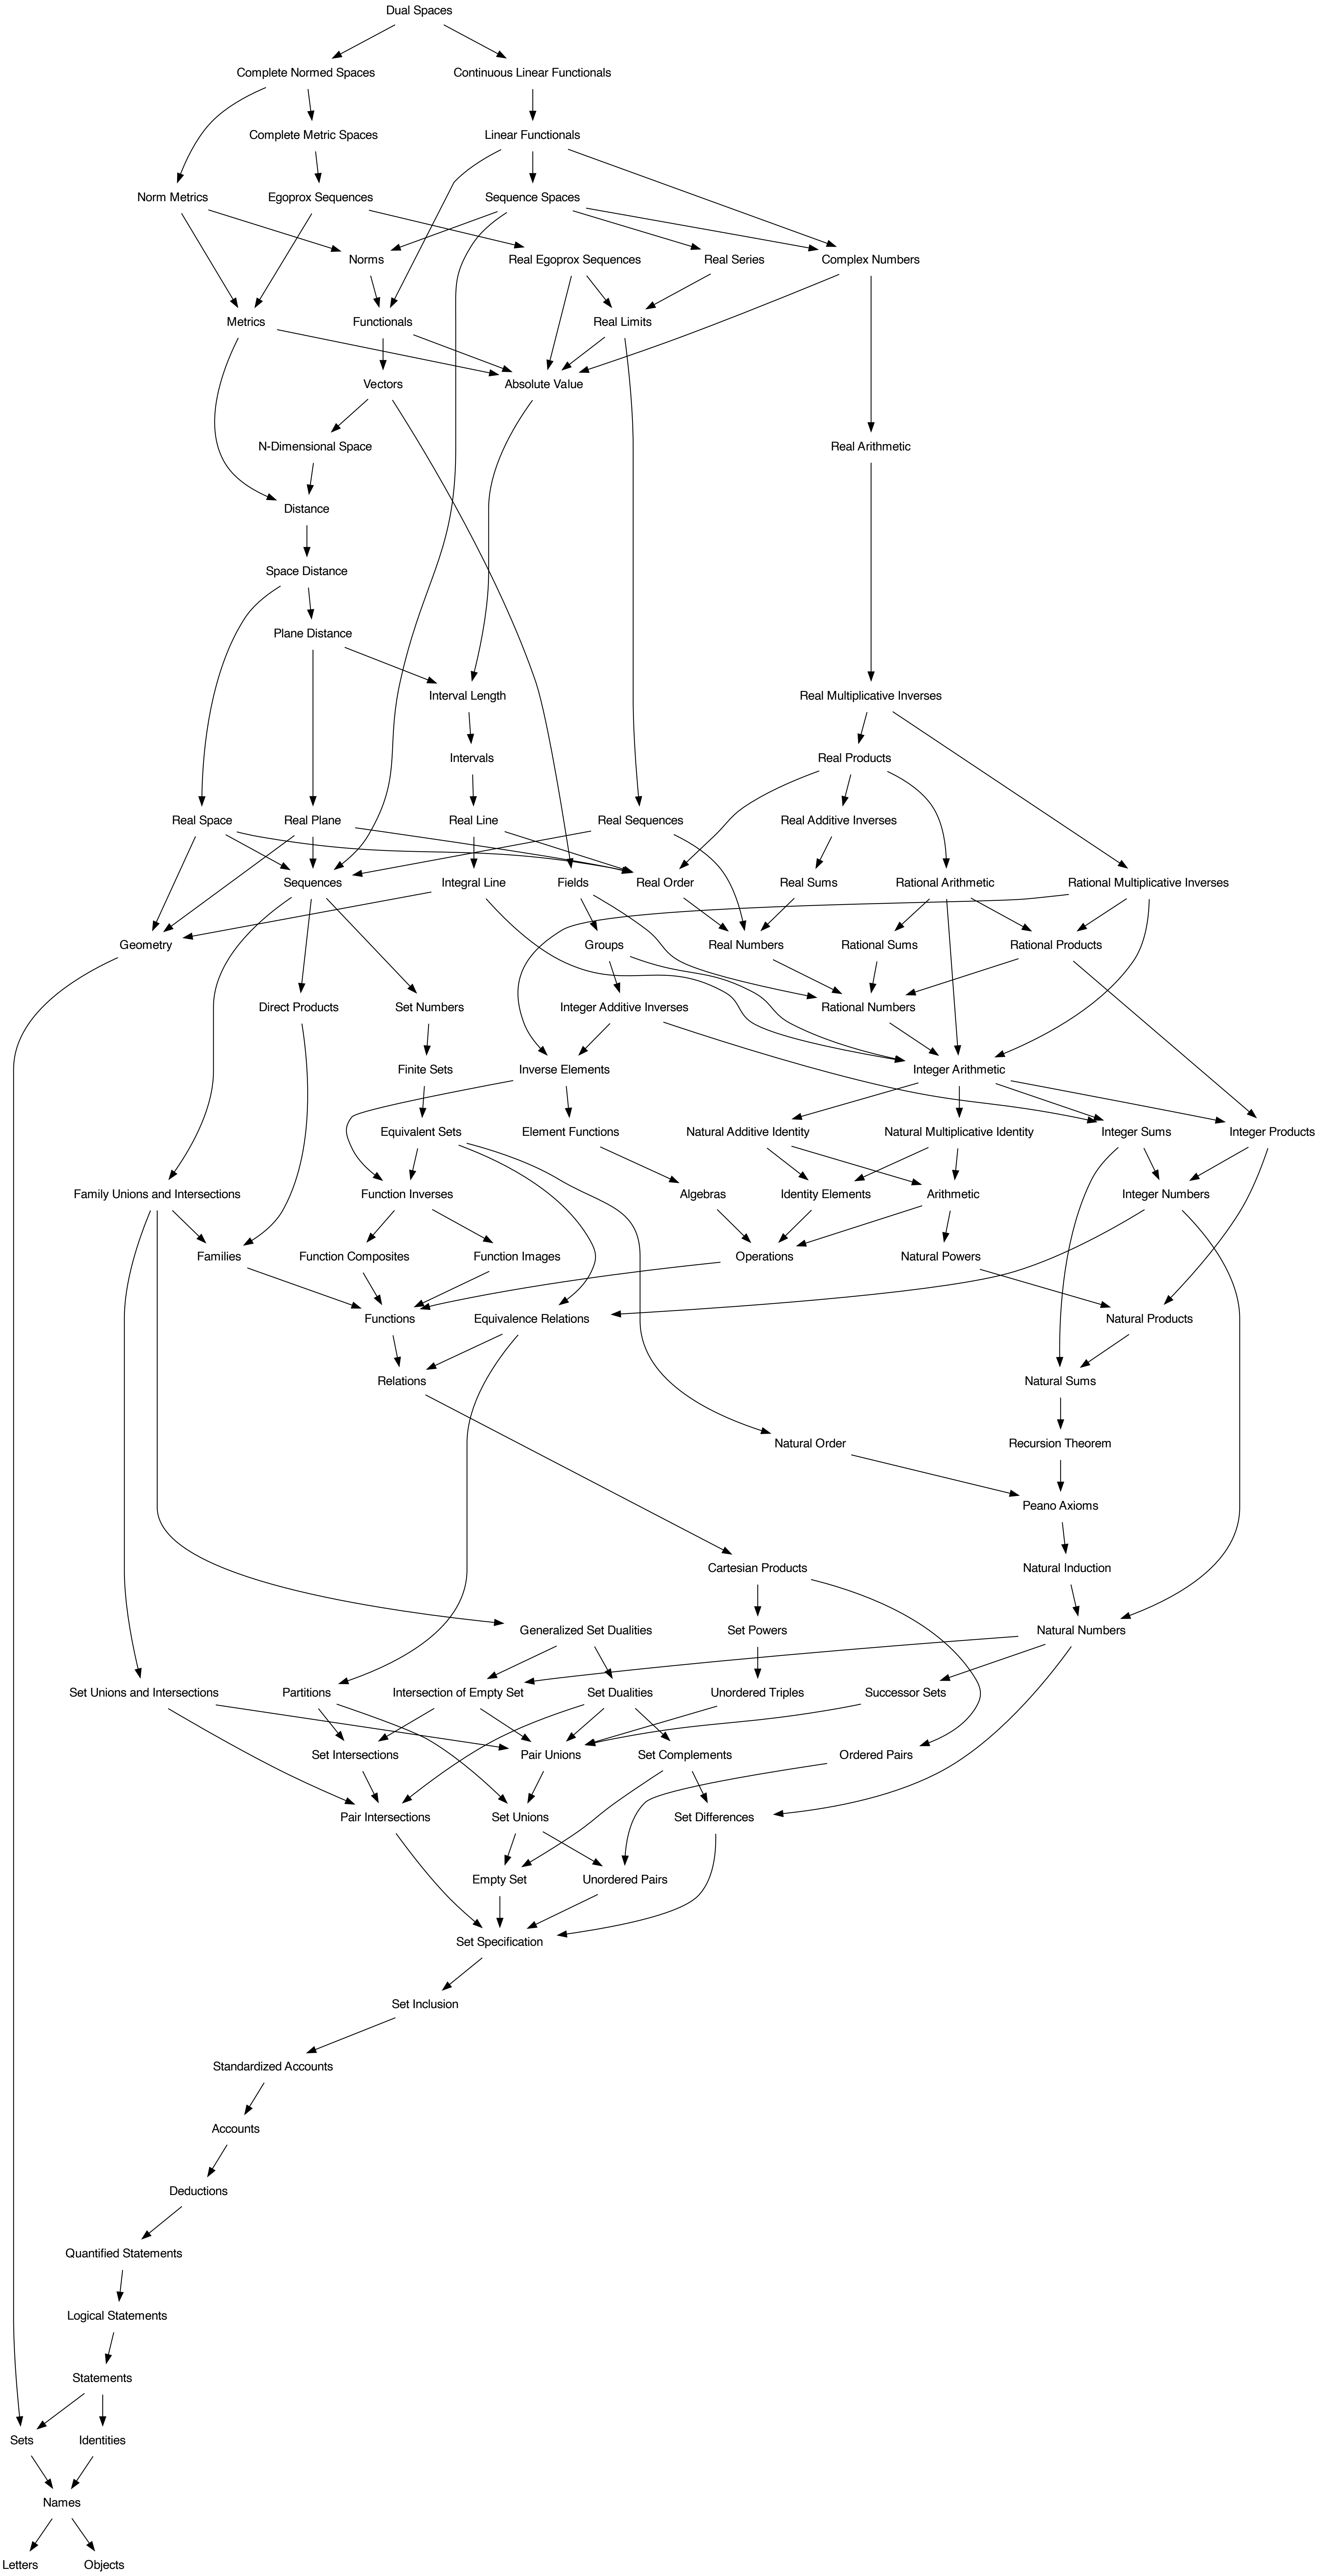 Dual Spaces
Complete Normed Spaces
Continuous Linear Functionals
Complete Metric Spaces
Linear Functionals
Norm Metrics
Egoprox Sequences
Sequence Spaces
Norms
Real Egoprox Sequences
Real Series
Complex Numbers
Metrics
Functionals
Real Limits
Vectors
Absolute Value
N-Dimensional Space
Real Arithmetic
Distance
Space Distance
Plane Distance
Interval Length
Real Multiplicative Inverses
Intervals
Real Products
Real Space
Real Plane
Real Line
Real Sequences
Real Additive Inverses
Sequences
Integral Line
Fields
Real Order
Real Sums
Rational Arithmetic
Rational Multiplicative Inverses
Geometry
Groups
Real Numbers
Rational Sums
Rational Products
Direct Products
Set Numbers
Integer Additive Inverses
Rational Numbers
Finite Sets
Inverse Elements
Integer Arithmetic
Equivalent Sets
Element Functions
Natural Additive Identity
Natural Multiplicative Identity
Integer Sums
Integer Products
Family Unions and Intersections
Function Inverses
Algebras
Identity Elements
Arithmetic
Integer Numbers
Families
Function Composites
Function Images
Operations
Natural Powers
Functions
Equivalence Relations
Natural Products
Relations
Natural Sums
Natural Order
Recursion Theorem
Peano Axioms
Cartesian Products
Natural Induction
Generalized Set Dualities
Set Powers
Natural Numbers
Set Unions and Intersections
Partitions
Intersection of Empty Set
Set Dualities
Unordered Triples
Successor Sets
Set Intersections
Pair Unions
Set Complements
Ordered Pairs
Pair Intersections
Set Unions
Set Differences
Empty Set
Unordered Pairs
Set Specification
Set Inclusion
Standardized Accounts
Accounts
Deductions
Quantified Statements
Logical Statements
Statements
Sets
Identities
Names
Letters
Objects